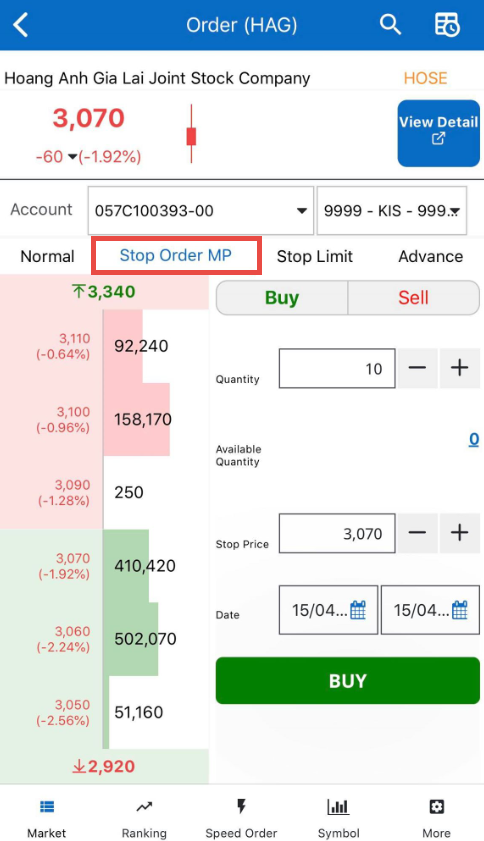 Order (HAG)
Hoang Anh Gia Lai Joint Stock Company HOSE
3,070
-60 (-1.92%)
View Detail
Account 057C100393-00 9999 - KIS - 999...
Normal Stop Order MP Stop Limit Advance
3,340
3,110
(-0.64%)
92,240
3,100
(-0.96%)
158,170
3,090
(-1.28%)
250
3,070
(-1.92%)
410,420
3,060
(-2.24%)
502,070
3,050
(-2.56%)
51,160
2,920
Buy Sell
Quantity 10 − +
Available
Quantity
0
Stop Price 3,070 − +
Date 15/04... 15/04...
BUY
Market Ranking Speed Order Symbol More